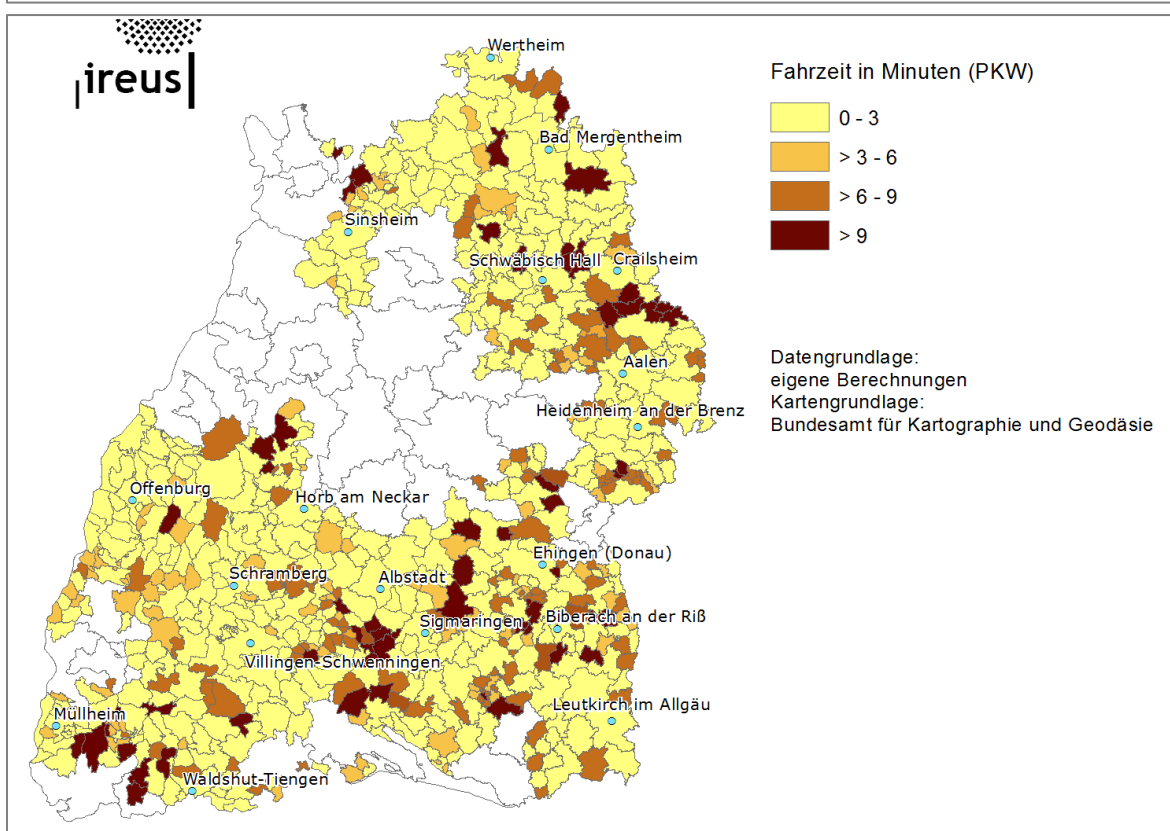 ireus
Wertheim
Fahrzeit in Minuten (PKW)
0 - 3
> 3 - 6
> 6 - 9
> 9
Bad Mergentheim
Sinsheim
Schwäbisch Hall
Crailsheim
Aalen
Datengrundlage:
eigene Berechnungen
Kartengrundlage:
Bundesamt für Kartographie und Geodäsie
Heidenheim an der Brenz
Offenburg
Horb am Neckar
Ehingen (Donau)
Schramberg
Albstadt
Sigmaringen
Biberach an der Riß
Villingen-Schwenningen
Leutkirch im Allgäu
Müllheim
Waldshut-Tiengen